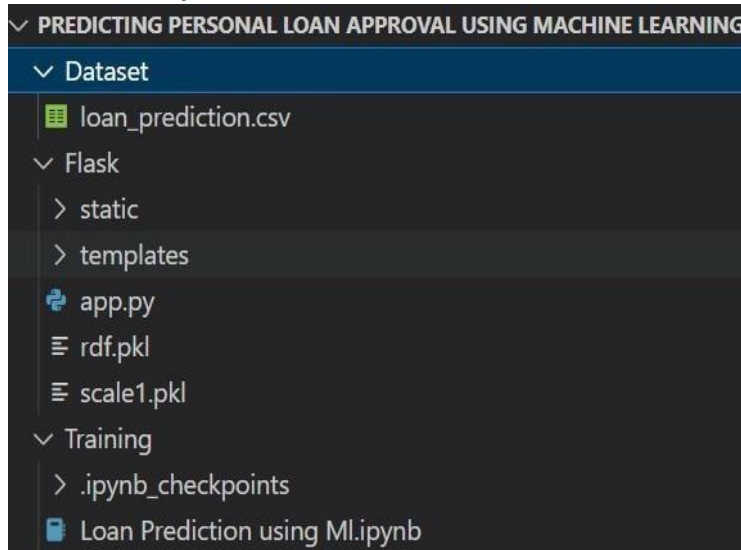 PREDICTING PERSONAL LOAN APPROVAL USING MACHINE LEARNING
Dataset
loan_prediction.csv
Flask
static
templates
app.py
rdf.pkl
scale1.pkl
Training
.ipynb_checkpoints
Loan Prediction using Ml.ipynb